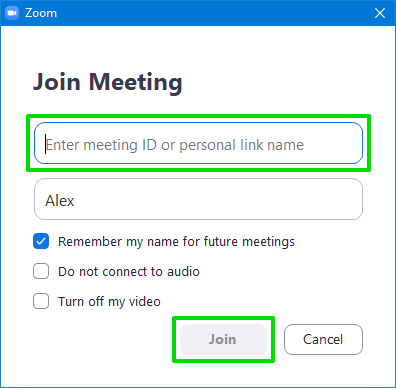 Zoom
Join Meeting
Enter meeting ID or personal link name
Alex
Remember my name for future meetings
Do not connect to audio
Turn off my video
Join Cancel